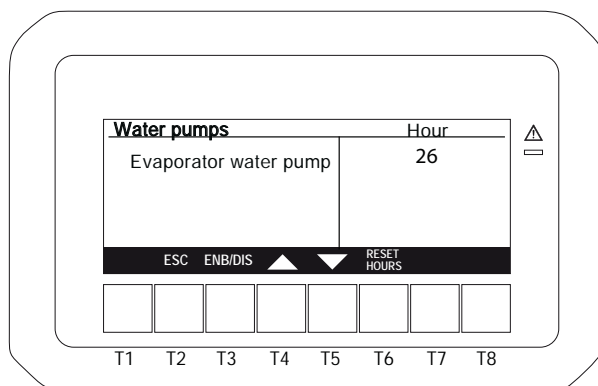 Water pumps Hour
Evaporator water pump 26
ESC ENB/DIS RESET HOURS
T1 T2 T3 T4 T5 T6 T7 T8